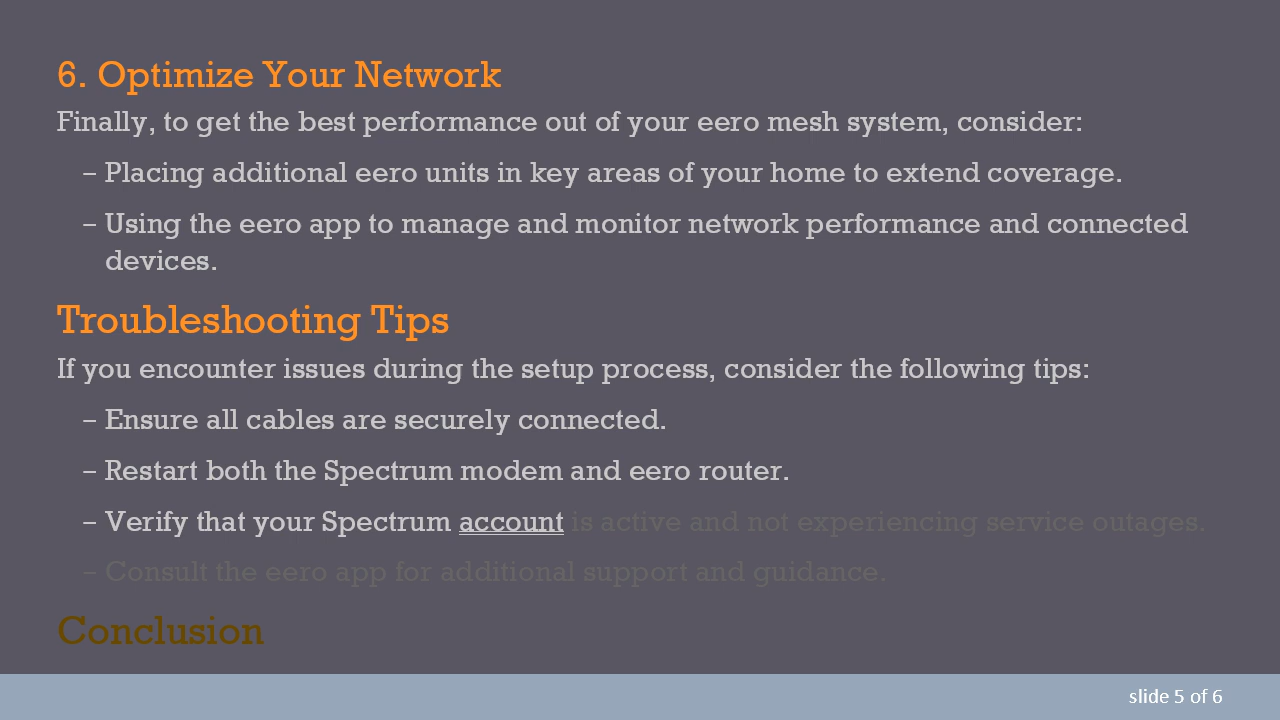 6. Optimize Your Network
Finally, to get the best performance out of your eero mesh system, consider:
– Placing additional eero units in key areas of your home to extend coverage.
– Using the eero app to manage and monitor network performance and connected
devices.
Troubleshooting Tips
If you encounter issues during the setup process, consider the following tips:
– Ensure all cables are securely connected.
– Restart both the Spectrum modem and eero router.
– Verify that your Spectrum account is active and not experiencing service outages.
– Consult the eero app for additional support and guidance.
Conclusion
slide 5 of 6